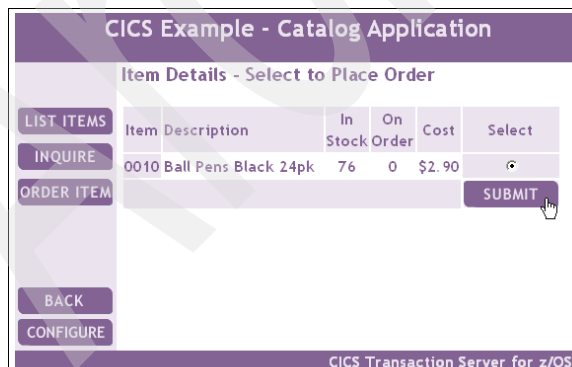 CICS Example - Catalog Application
Item Details - Select to Place Order
LIST ITEMS
INQUIRE
ORDER ITEM
BACK
CONFIGURE
Item Description In Stock On Order Cost Select
0010 Ball Pens Black 24pk 76 0 $2.90
SUBMIT
CICS Transaction Server for z/OS